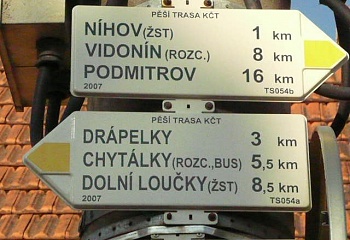 PĚŠÍ TRASA KČT
NÍHOV(ŽST) 1 km
VIDONÍN (ROZC.) 8 km
PODMITROV 16 km
2007 TS054b
PĚŠÍ TRASA KČT
DRÁPELKY 3 km
CHYTÁLKY(ROZC.,BUS) 5,5 km
DOLNÍ LOUČKY(ŽST) 8,5 km
2007 TS054a